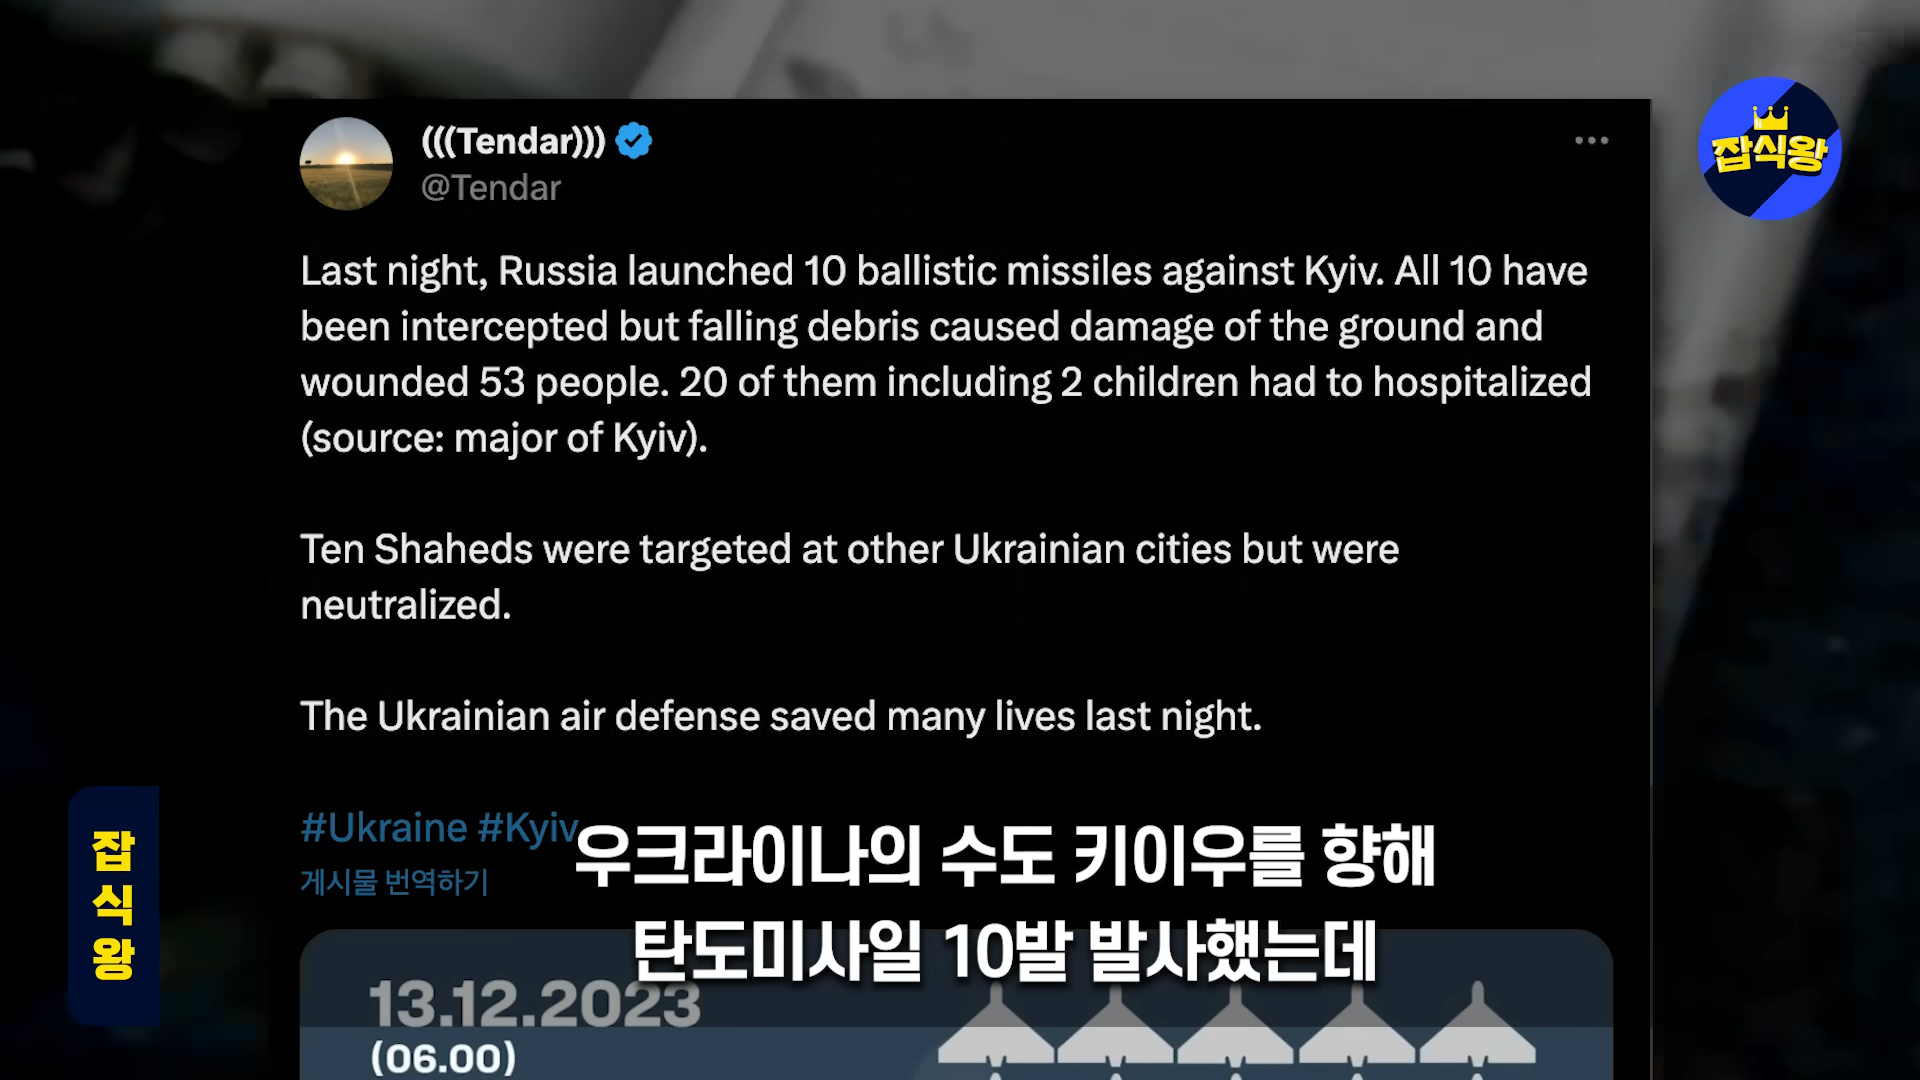 (((Tendar)))
@Tendar
잡식왕
Last night, Russia launched 10 ballistic missiles against Kyiv. All 10 have
been intercepted but falling debris caused damage of the ground and
wounded 53 people. 20 of them including 2 children had to hospitalized
(source: major of Kyiv).
Ten Shaheds were targeted at other Ukrainian cities but were
neutralized.
The Ukrainian air defense saved many lives last night.
#Ukraine #Kyiv
게시물 번역하기
우크라이나의 수도 키이우를 향해
탄도미사일 10발 발사했는데
잡식왕
13.12.2023
(06.00)